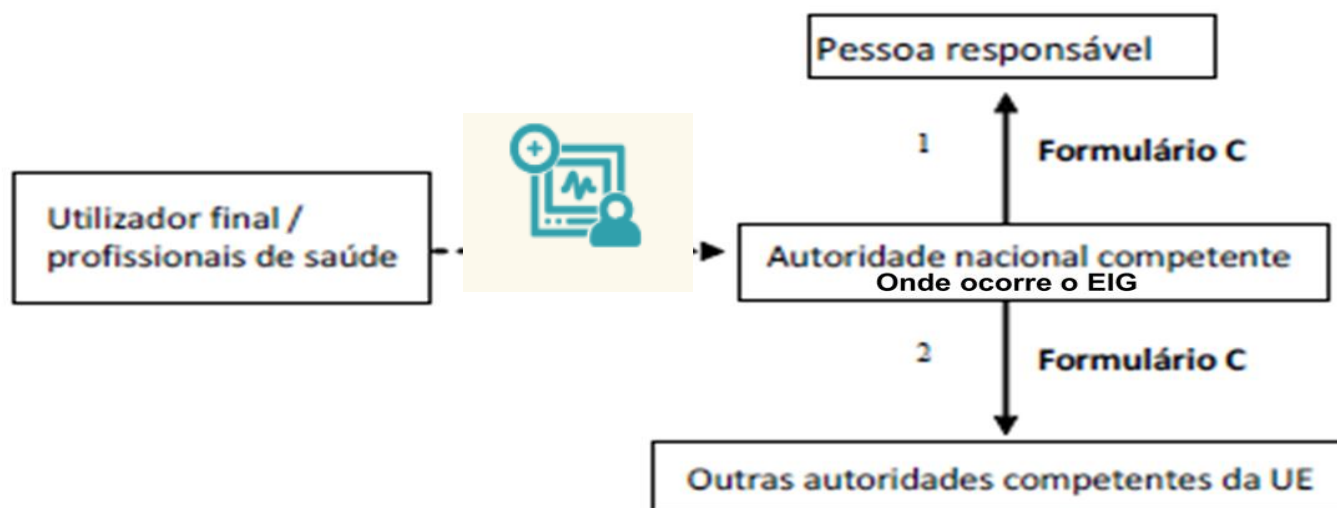 Pessoa responsável
1
Formulário C
Utilizador final /
profissionais de saúde
Autoridade nacional competente
Onde ocorre o EIG
2
Formulário C
Outras autoridades competentes da UE